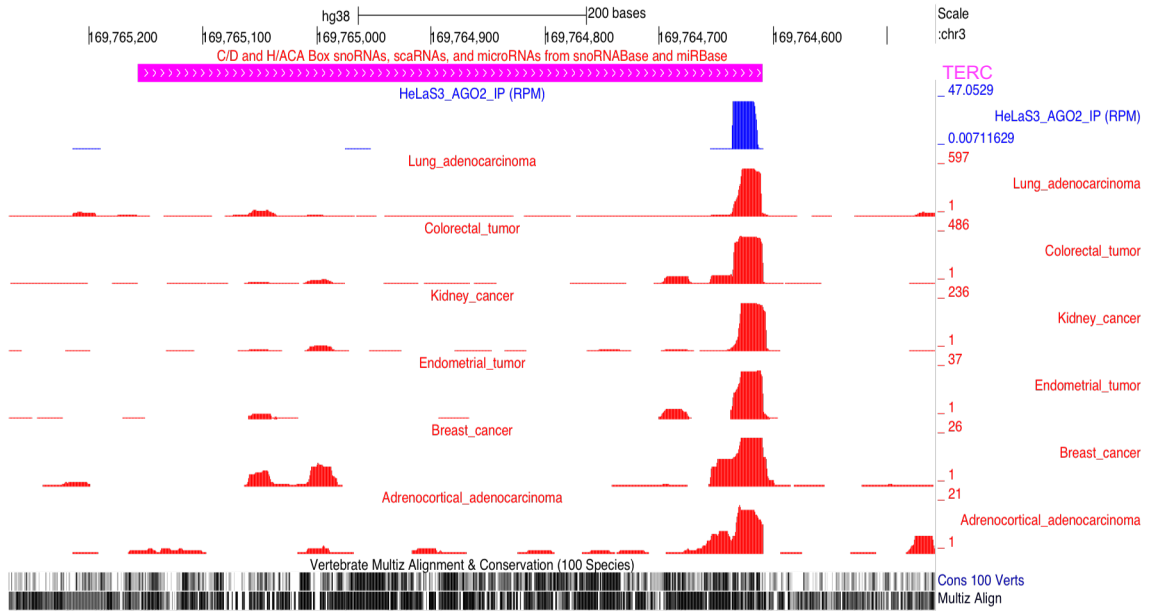 hg38 200 bases Scale
169,765,200 169,765,100 169,765,000 169,764,900 169,764,800 169,764,700 169,764,600 :chr3
C/D and H/ACA Box snoRNAs, scaRNAs, and microRNAs from snoRNABase and miRBase
TERC
HeLaS3_AGO2_IP (RPM) 47.0529
HeLaS3_AGO2_IP (RPM)
0.00711629
Lung_adenocarcinoma 597
Lung_adenocarcinoma
1
Colorectal_tumor 486
Colorectal_tumor
1
Kidney_cancer 236
Kidney_cancer
1
Endometrial_tumor 37
Endometrial_tumor
1
Breast_cancer 26
Breast_cancer
1
Adrenocortical_adenocarcinoma 21
Adrenocortical_adenocarcinoma
1
Vertebrate Multiz Alignment & Conservation (100 Species)
Cons 100 Verts
Multiz Align